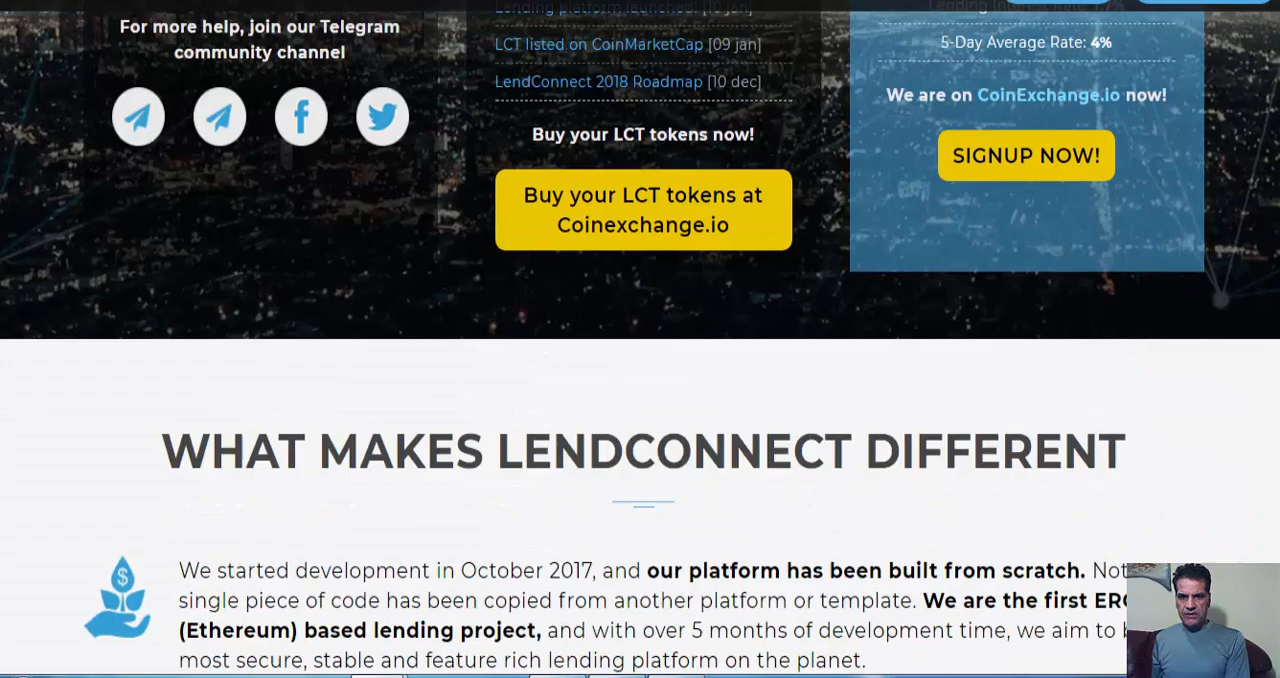 For more help, join our Telegram
community channel
Lending platform launched! [10 jan]
LCT listed on CoinMarketCap [09 jan]
LendConnect 2018 Roadmap [10 dec]
Buy your LCT tokens now!
Buy your LCT tokens at
Coinexchange.io
5-Day Average Rate: 4%
We are on CoinExchange.io now!
SIGNUP NOW!
WHAT MAKES LENDCONNECT DIFFERENT
$
We started development in October 2017, and our platform has been built from scratch. Not
single piece of code has been copied from another platform or template. We are the first
(Ethereum) based lending project, and with over 5 months of development time, we aim to
most secure, stable and feature rich lending platform on the planet.